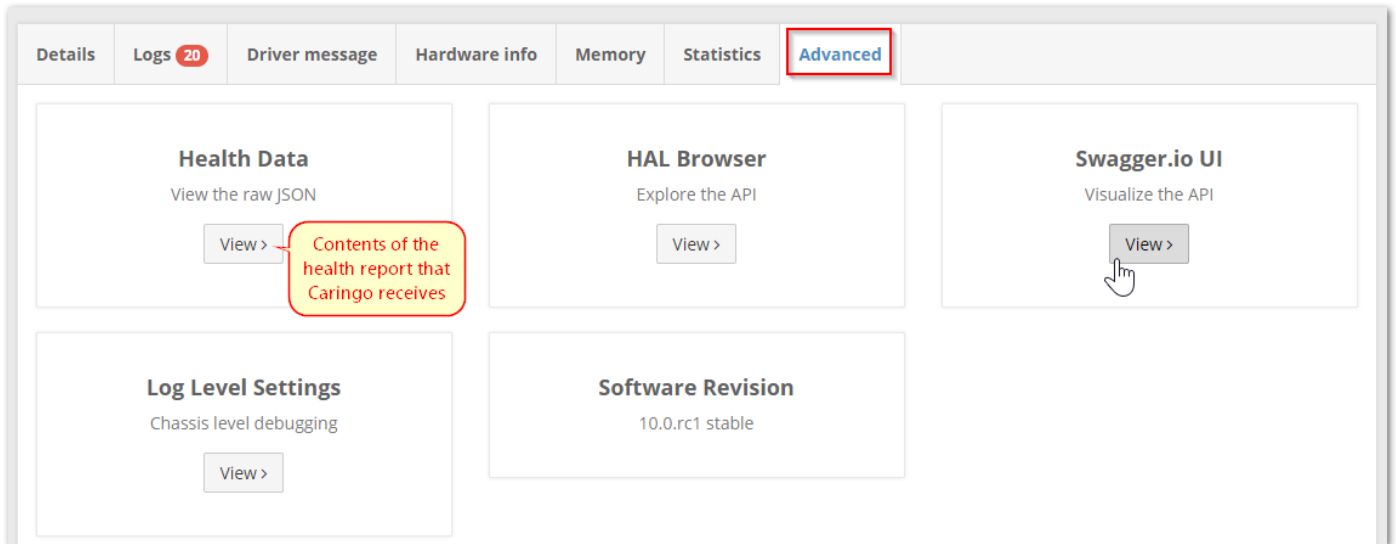 Details Logs 20 Driver message Hardware info Memory Statistics Advanced
Health Data
View the raw JSON
View >
Contents of the
health report that
Caringo receives
HAL Browser
Explore the API
View >
Swagger.io UI
Visualize the API
View >
Log Level Settings
Chassis level debugging
View >
Software Revision
10.0.rc1 stable